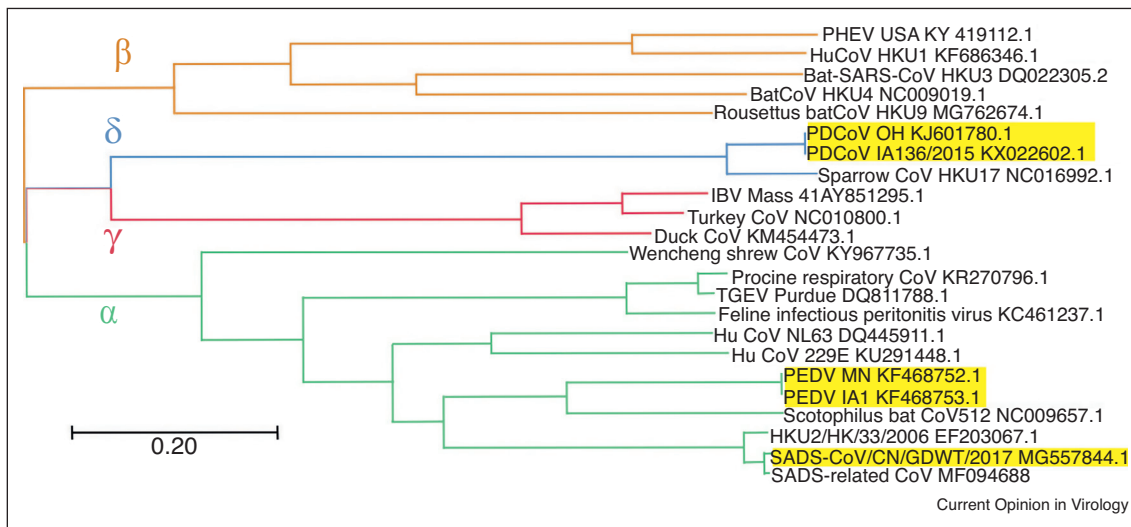 PHEV USA KY 419112.1
β
HuCoV HKU1 KF686346.1
Bat-SARS-CoV HKU3 DQ022305.2
BatCoV HKU4 NC009019.1
Rousettus batCoV HKU9 MG762674.1
δ
PDCoV OH KJ601780.1
PDCoV IA136/2015 KX022602.1
Sparrow CoV HKU17 NC016992.1
IBV Mass 41AY851295.1
Turkey CoV NC010800.1
γ
Duck CoV KM454473.1
Wencheng shrew CoV KY967735.1
Procine respiratory CoV KR270796.1
α
TGEV Purdue DQ811788.1
Feline infectious peritonitis virus KC461237.1
Hu CoV NL63 DQ445911.1
Hu CoV 229E KU291448.1
PEDV MN KF468752.1
PEDV IA1 KF468753.1
Scotophilus bat CoV512 NC009657.1
0.20
HKU2/HK/33/2006 EF203067.1
SADS-CoV/CN/GDWT/2017 MG557844.1
SADS-related CoV MF094688
Current Opinion in Virology